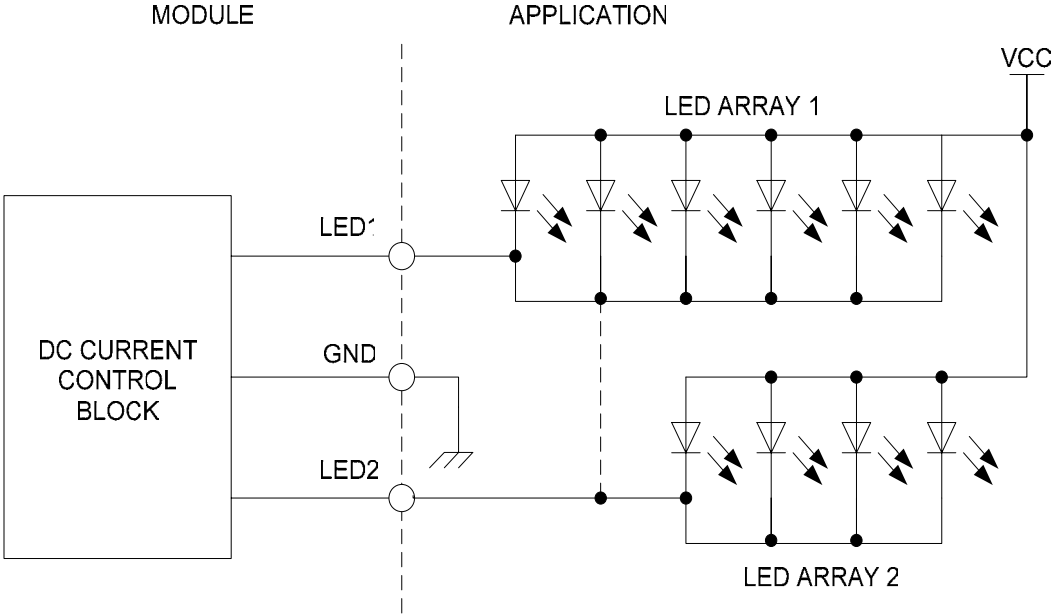 MODULE
APPLICATION
VCC
LED ARRAY 1
LED1
DC CURRENT
CONTROL
BLOCK
GND
LED2
LED ARRAY 2